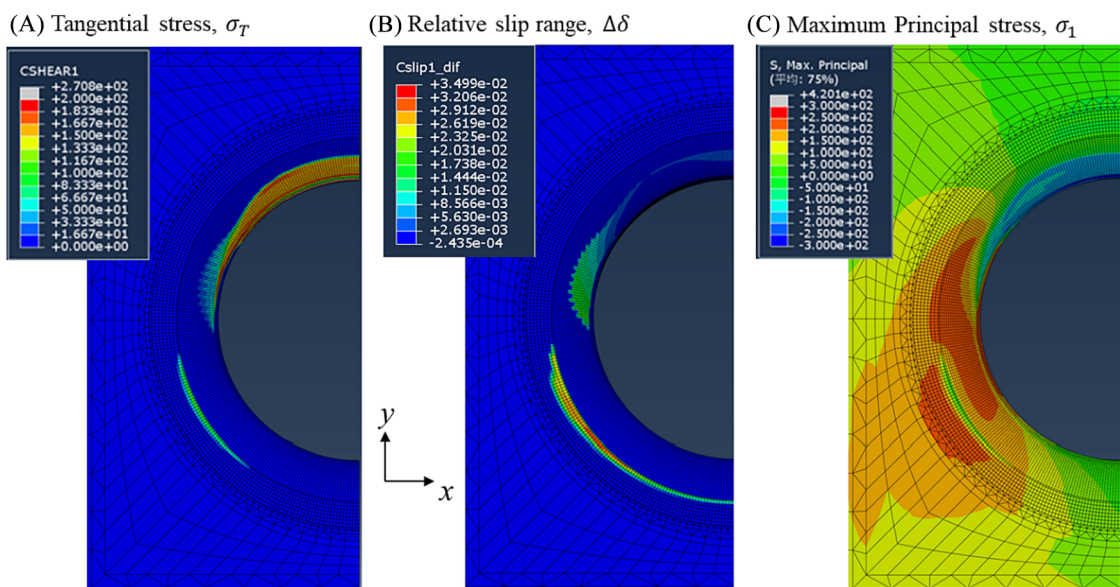 (A) Tangential stress, σT
(B) Relative slip range, Δδ
(C) Maximum Principal stress, σ1
CSHEAR1
+2.708e+02
+2.000e+02
+1.833e+02
+1.667e+02
+1.500e+02
+1.333e+02
+1.167e+02
+1.000e+02
+8.333e+01
+6.667e+01
+5.000e+01
+3.333e+01
+1.667e+01
+0.000e+00
Cslip1_dif
+3.499e-02
+3.206e-02
+2.912e-02
+2.619e-02
+2.325e-02
+2.031e-02
+1.738e-02
+1.444e-02
+1.150e-02
+8.566e-03
+5.630e-03
+2.693e-03
-2.435e-04
S, Max. Principal
(平均: 75%)
+4.201e+02
+3.000e+02
+2.500e+02
+2.000e+02
+1.500e+02
+1.000e+02
+5.000e+01
+0.000e+00
-5.000e+01
-1.000e+02
-1.500e+02
-2.000e+02
-2.500e+02
-3.000e+02
y
x